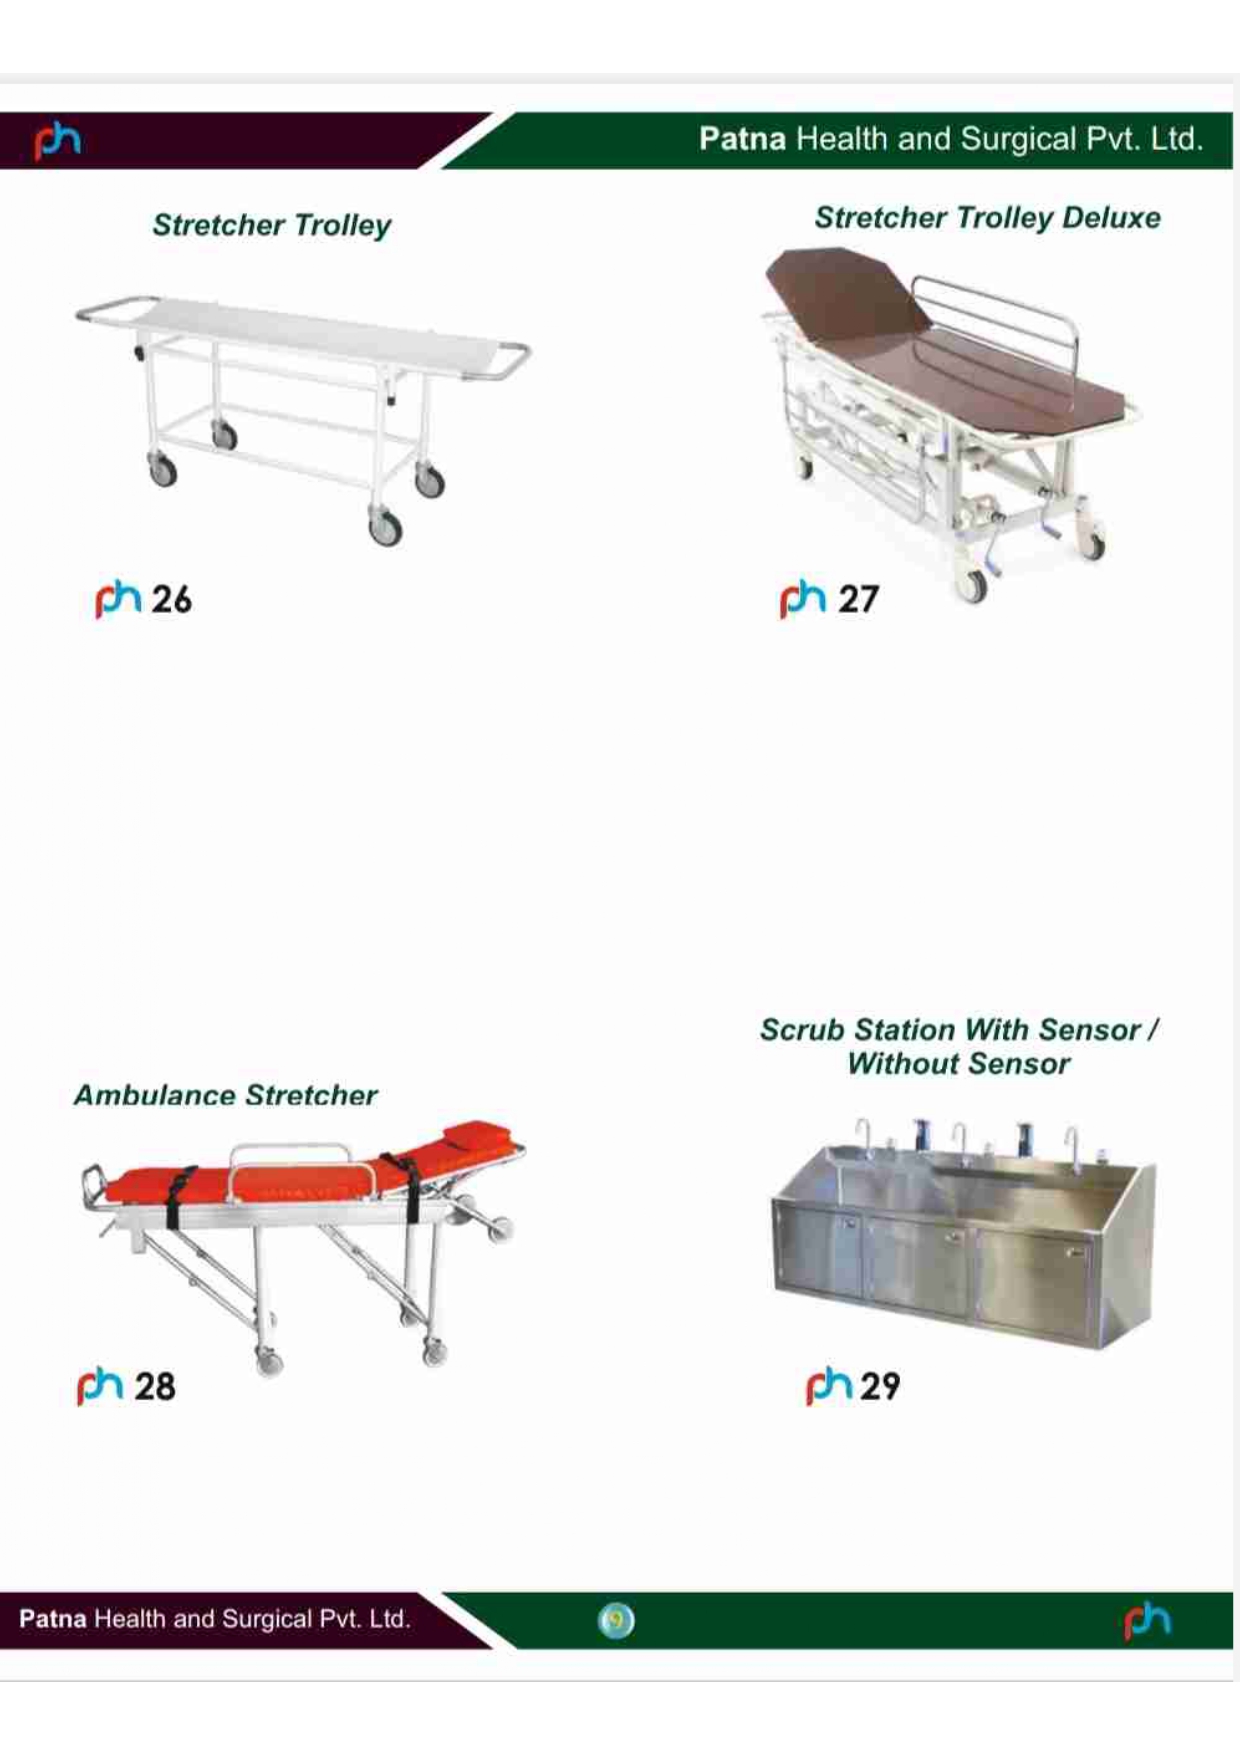 ph
Patna Health and Surgical Pvt. Ltd.
Stretcher Trolley
Stretcher Trolley Deluxe
ph 26
ph 27
Scrub Station With Sensor /
Without Sensor
Ambulance Stretcher
ph 28
ph 29
Patna Health and Surgical Pvt. Ltd.
9
ph